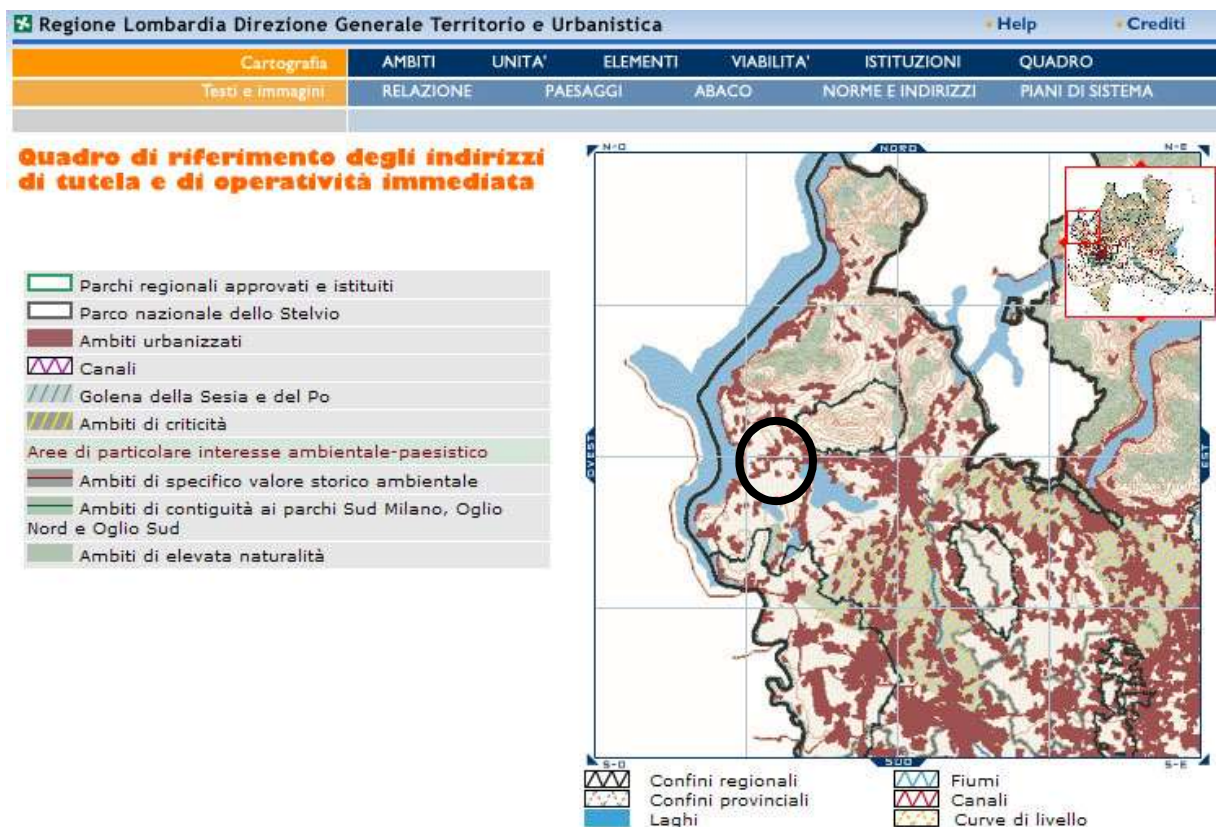 Regione Lombardia Direzione Generale Territorio e Urbanistica
Help
Crediti
Cartografia
AMBITI
UNITA'
ELEMENTI
VIABILITA'
ISTITUZIONI
QUADRO
Testi e immagini
RELAZIONE
PAESAGGI
ABACO
NORME E INDIRIZZI
PIANI DI SISTEMA
Quadro di riferimento degli indirizzi
di tutela e di operatività immediata
Parchi regionali approvati e istituiti
Parco nazionale dello Stelvio
Ambiti urbanizzati
Canali
Golena della Sesia e del Po
Ambiti di criticità
Aree di particolare interesse ambientale-paesistico
Ambiti di specifico valore storico ambientale
Ambiti di contiguità ai parchi Sud Milano, Oglio
Nord e Oglio Sud
Ambiti di elevata naturalità
N-O
NORD
N-E
OVEST
EST
S-O
SUD
S-E
Confini regionali
Confini provinciali
Laghi
Fiumi
Canali
Curve di livello